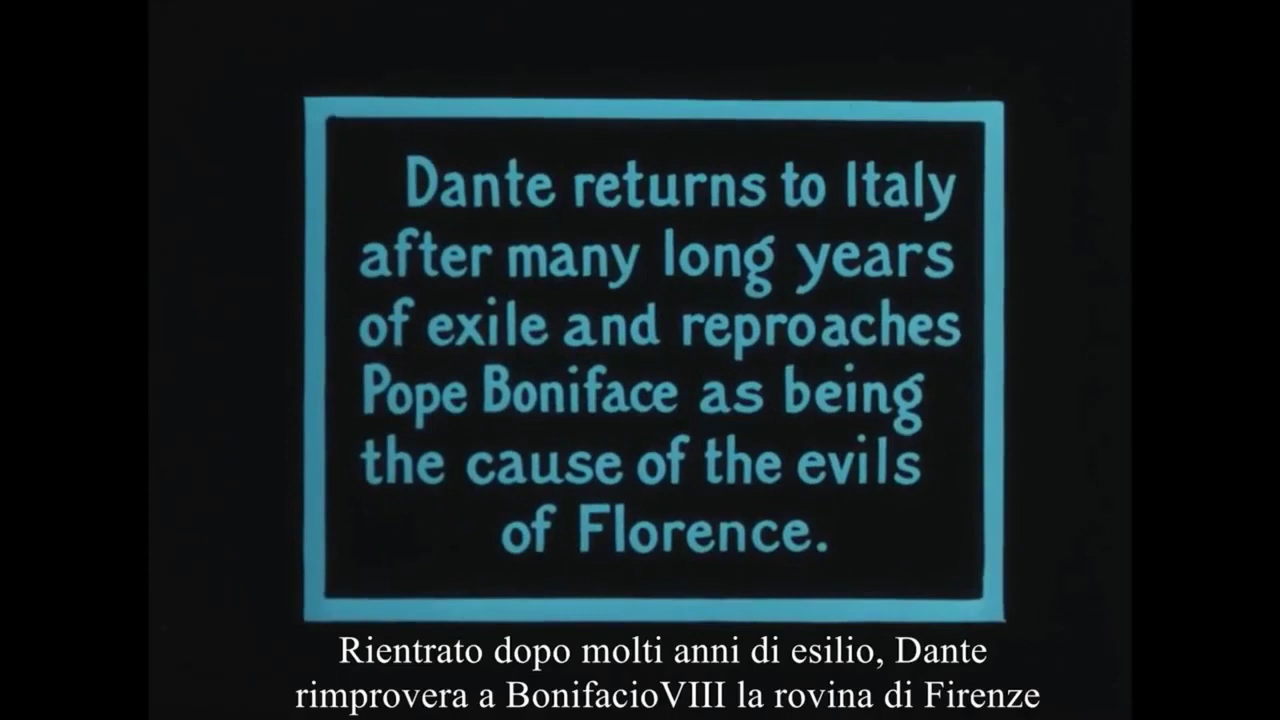 Dante returns to Italy
after many long years
of exile and reproaches
Pope Boniface as being
the cause of the evils
of Florence.
Rientrato dopo molti anni di esilio, Dante
rimprovera a BonifacioVIII la rovina di Firenze